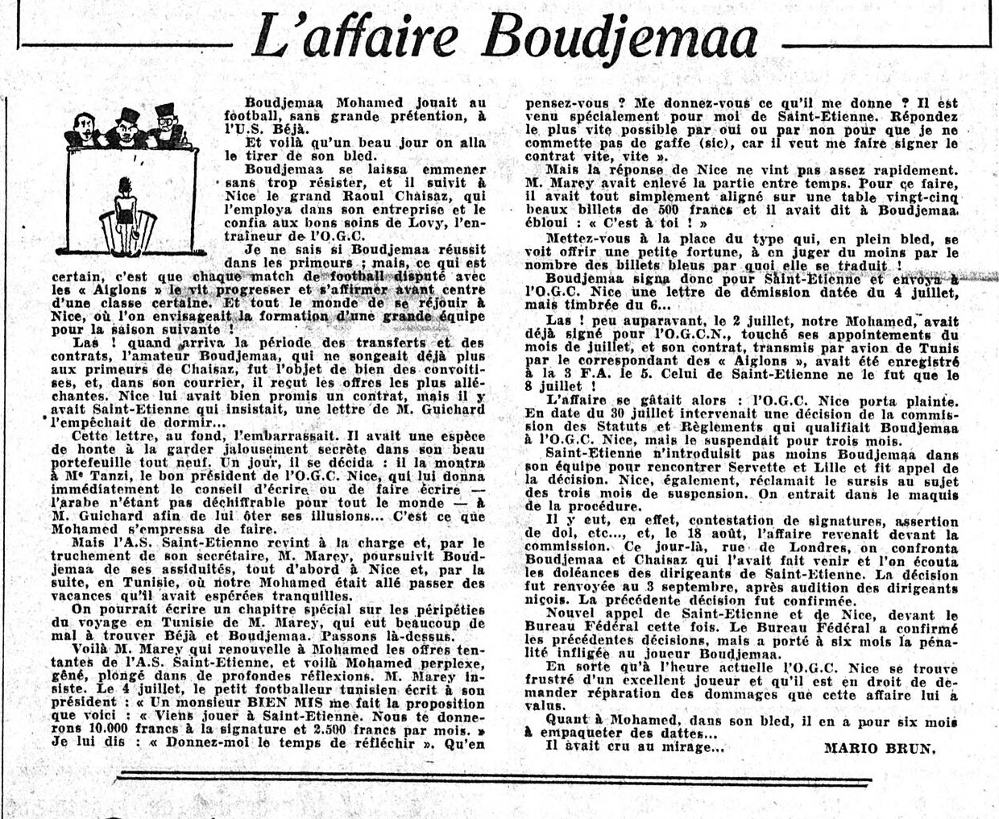 L'affaire Boudjemaa
Boudjemaa Mohamed jouait au
football, sans grande prétention, à
l'U.S. Béjà.
Et voilà qu'un beau jour on alla
le tirer de son bled.
Boudjemaa se laissa emmener
sans trop résister, et il suivit à
Nice le grand Raoul Chaisaz, qui
l'employa dans son entreprise et le
confia aux bons soins de Lovy, l'en-
traîneur de l'O.G.C.
Je ne sais si Boudjemaa réussit
dans les primeurs ; mais, ce qui est
certain, c'est que chaque match de football disputé avec
les « Aiglons » le vit progresser et s'affirmer avant centre
d'une classe certaine. Et tout le monde de se réjouir à
Nice, où l'on envisageait la formation d'une grande équipe
pour la saison suivante !
Las ! quand arriva la période des transferts et des
contrats, l'amateur Boudjemaa, qui ne songeait déjà plus
aux primeurs de Chaisaz, fut l'objet de bien des convoiti-
ses, et, dans son courrier, il reçut les offres les plus allé-
chantes. Nice lui avait bien promis un contrat, mais il y
avait Saint-Etienne qui insistait, une lettre de M. Guichard
l'empêchait de dormir...
Cette lettre, au fond, l'embarrassait. Il avait une espèce
de honte à la garder jalousement secrète dans son beau
portefeuille tout neuf. Un jour, il se décida : il la montra
à Me Tanzi, le bon président de l'O.G.C. Nice, qui lui donna
immédiatement le conseil d'écrire ou de faire écrire —
l'arabe n'étant pas déchiffrable pour tout le monde — à
M. Guichard afin de lui ôter ses illusions... C'est ce que
Mohamed s'empressa de faire.
Mais l'A.S. Saint-Etienne revint à la charge et, par le
truchement de son secrétaire, M. Marey, poursuivit Boud-
jemaa de ses assiduités, tout d'abord à Nice et, par la
suite, en Tunisie, où notre Mohamed était allé passer des
vacances qu'il avait espérées tranquilles.
On pourrait écrire un chapitre spécial sur les péripéties
du voyage en Tunisie de M. Marey, qui eut beaucoup de
mal à trouver Béjà et Boudjemaa. Passons là-dessus.
Voilà M. Marey qui renouvelle à Mohamed les offres ten-
tantes de l'A.S. Saint-Etienne, et voilà Mohamed perplexe,
gêné, plongé dans de profondes réflexions. M. Marey in-
siste. Le 4 juillet, le petit footballeur tunisien écrit à son
président : « Un monsieur BIEN MIS me fait la proposition
que voici : « Viens jouer à Saint-Etienne. Nous te donne-
rons 10.000 francs à la signature et 2.500 francs par mois. »
Je lui dis : « Donnez-moi le temps de réfléchir ». Qu'en
pensez-vous ? Me donnez-vous ce qu'il me donne ? Il est
venu spécialement pour moi de Saint-Etienne. Répondez
le plus vite possible par oui ou par non pour que je ne
commette pas de gaffe (sic), car il veut me faire signer le
contrat vite, vite ».
Mais la réponse de Nice ne vint pas assez rapidement.
M. Marey avait enlevé la partie entre temps. Pour ce faire,
il avait tout simplement aligné sur une table vingt-cinq
beaux billets de 500 francs et il avait dit à Boudjemaa
ébloui : « C'est à toi ! »
Mettez-vous à la place du type qui, en plein bled, se
voit offrir une petite fortune, à en juger du moins par le
nombre des billets bleus par quoi elle se traduit !
Boudjemaa signa donc pour Saint-Etienne et envoya à
l'O.G.C. Nice une lettre de démission datée du 4 juillet,
mais timbrée du 6...
Las ! peu auparavant, le 2 juillet, notre Mohamed, avait
déjà signé pour l'O.G.C.N., touché ses appointements du
mois de juillet, et son contrat, transmis par avion de Tunis
par le correspondant des « Aiglons », avait été enregistré
à la 3 F.A. le 5. Celui de Saint-Etienne ne le fut que le
8 juillet !
L'affaire se gâtait alors : l'O.G.C. Nice porta plainte.
En date du 30 juillet intervenait une décision de la commis-
sion des Statuts et Règlements qui qualifiait Boudjemaa
à l'O.G.C. Nice, mais le suspendait pour trois mois.
Saint-Etienne n'introduisit pas moins Boudjemaa dans
son équipe pour rencontrer Servette et Lille et fit appel de
la décision. Nice, également, réclamait le sursis au sujet
des trois mois de suspension. On entrait dans le maquis
de la procédure.
Il y eut, en effet, contestation de signatures, assertion
de dol, etc..., et, le 18 août, l'affaire revenait devant la
commission. Ce jour-là, rue de Londres, on confronta
Boudjemaa et Chaisaz qui l'avait fait venir et l'on écouta
les doléances des dirigeants de Saint-Etienne. La décision
fut renvoyée au 3 septembre, après audition des dirigeants
niçois. La précédente décision fut confirmée.
Nouvel appel de Saint-Etienne et de Nice, devant le
Bureau Fédéral cette fois. Le Bureau Fédéral a confirmé
les précédentes décisions, mais a porté à six mois la péna-
lité infligée au joueur Boudjemaa.
En sorte qu'à l'heure actuelle l'O.G.C. Nice se trouve
frustré d'un excellent joueur et qu'il est en droit de de-
mander réparation des dommages que cette affaire lui a
valus.
Quant à Mohamed, dans son bled, il en a pour six mois
à empaqueter des dattes...
Il avait cru au mirage...
MARIO BRUN.